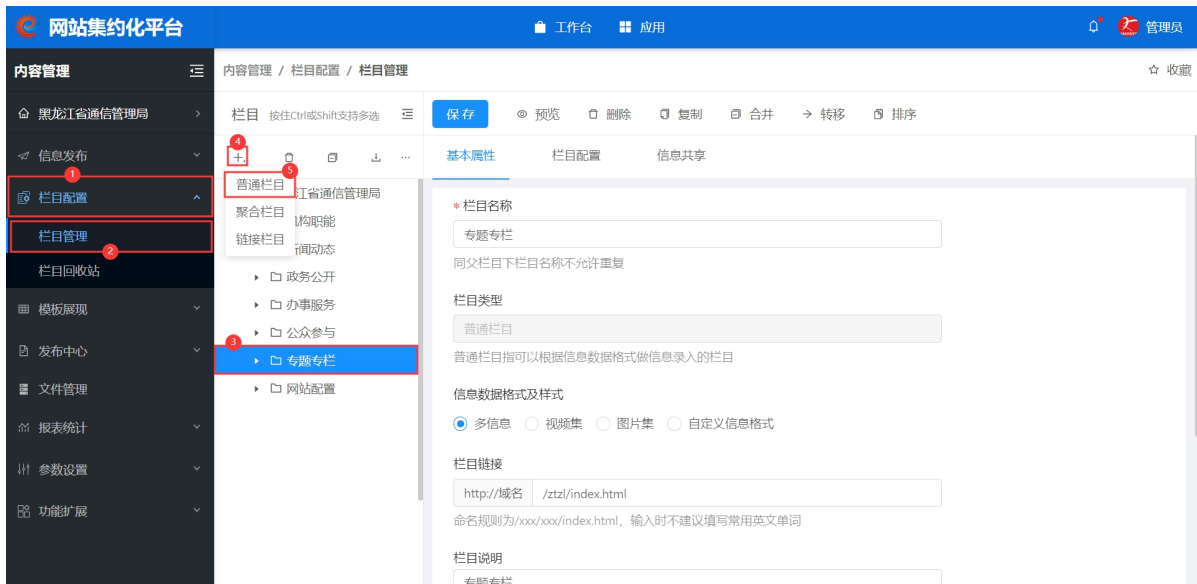 网站集约化平台
工作台 应用
管理员
内容管理
内容管理 / 栏目配置 / 栏目管理
收藏
黑龙江省通信管理局
信息发布
1
栏目配置
栏目管理
2
栏目回收站
模板展现
发布中心
文件管理
报表统计
参数设置
功能扩展
栏目 按住Ctrl或Shift支持多选
4
5
普通栏目
聚合栏目
链接栏目
江省通信管理局
机构职能
新闻动态
政务公开
办事服务
公众参与
3
专题专栏
网站配置
保存 预览 删除 复制 合并 转移 排序
基本属性 栏目配置 信息共享
* 栏目名称
专题专栏
同父栏目下栏目名称不允许重复
栏目类型
普通栏目
普通栏目指可以根据信息数据格式做信息录入的栏目
信息数据格式及样式
多信息 视频集 图片集 自定义信息格式
栏目链接
http://域名 /ztzl/index.html
命名规则为/xxx/xxx/index.html，输入时不建议填写常用英文单词
栏目说明
专题专栏